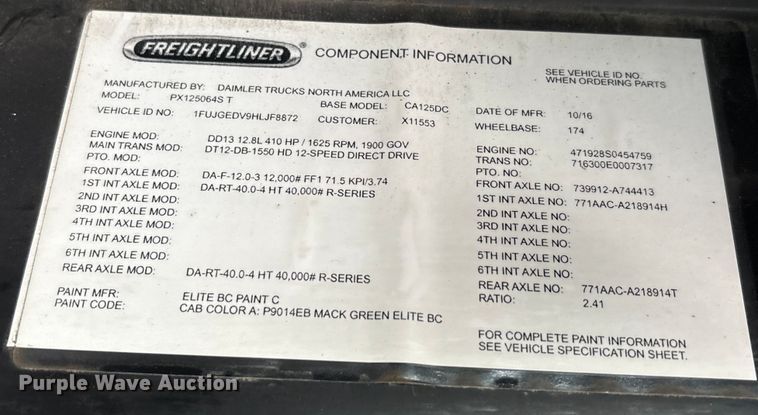 FREIGHTLINER
COMPONENT INFORMATION
SEE VEHICLE ID NO.
WHEN ORDERING PARTS
MANUFACTURED BY: DAIMLER TRUCKS NORTH AMERICA LLC
MODEL: PX125064S T BASE MODEL: CA125DC DATE OF MFR: 10/16
VEHICLE ID NO: 1FUJGEDV9HLJF8872 CUSTOMER: X11553 WHEELBASE: 174
ENGINE MOD: DD13 12.8L 410 HP / 1625 RPM, 1900 GOV ENGINE NO: 471928S0454759
MAIN TRANS MOD: DT12-DB-1550 HD 12-SPEED DIRECT DRIVE TRANS NO: 716300E0007317
PTO. MOD: PTO. NO:
FRONT AXLE MOD: DA-F-12.0-3 12,000# FF1 71.5 KPI/3.74 FRONT AXLE NO: 739912-A744413
1ST INT AXLE MOD: DA-RT-40.0-4 HT 40,000# R-SERIES 1ST INT AXLE NO: 771AAC-A218914H
2ND INT AXLE MOD: 2ND INT AXLE NO:
3RD INT AXLE MOD: 3RD INT AXLE NO:
4TH INT AXLE MOD: 4TH INT AXLE NO:
5TH INT AXLE MOD: 5TH INT AXLE NO:
6TH INT AXLE MOD: 6TH INT AXLE NO:
REAR AXLE MOD: DA-RT-40.0-4 HT 40,000# R-SERIES REAR AXLE NO: 771AAC-A218914T
PAINT MFR: ELITE BC PAINT C RATIO: 2.41
PAINT CODE: CAB COLOR A: P9014EB MACK GREEN ELITE BC
FOR COMPLETE PAINT INFORMATION
SEE VEHICLE SPECIFICATION SHEET.
Purple Wave Auction